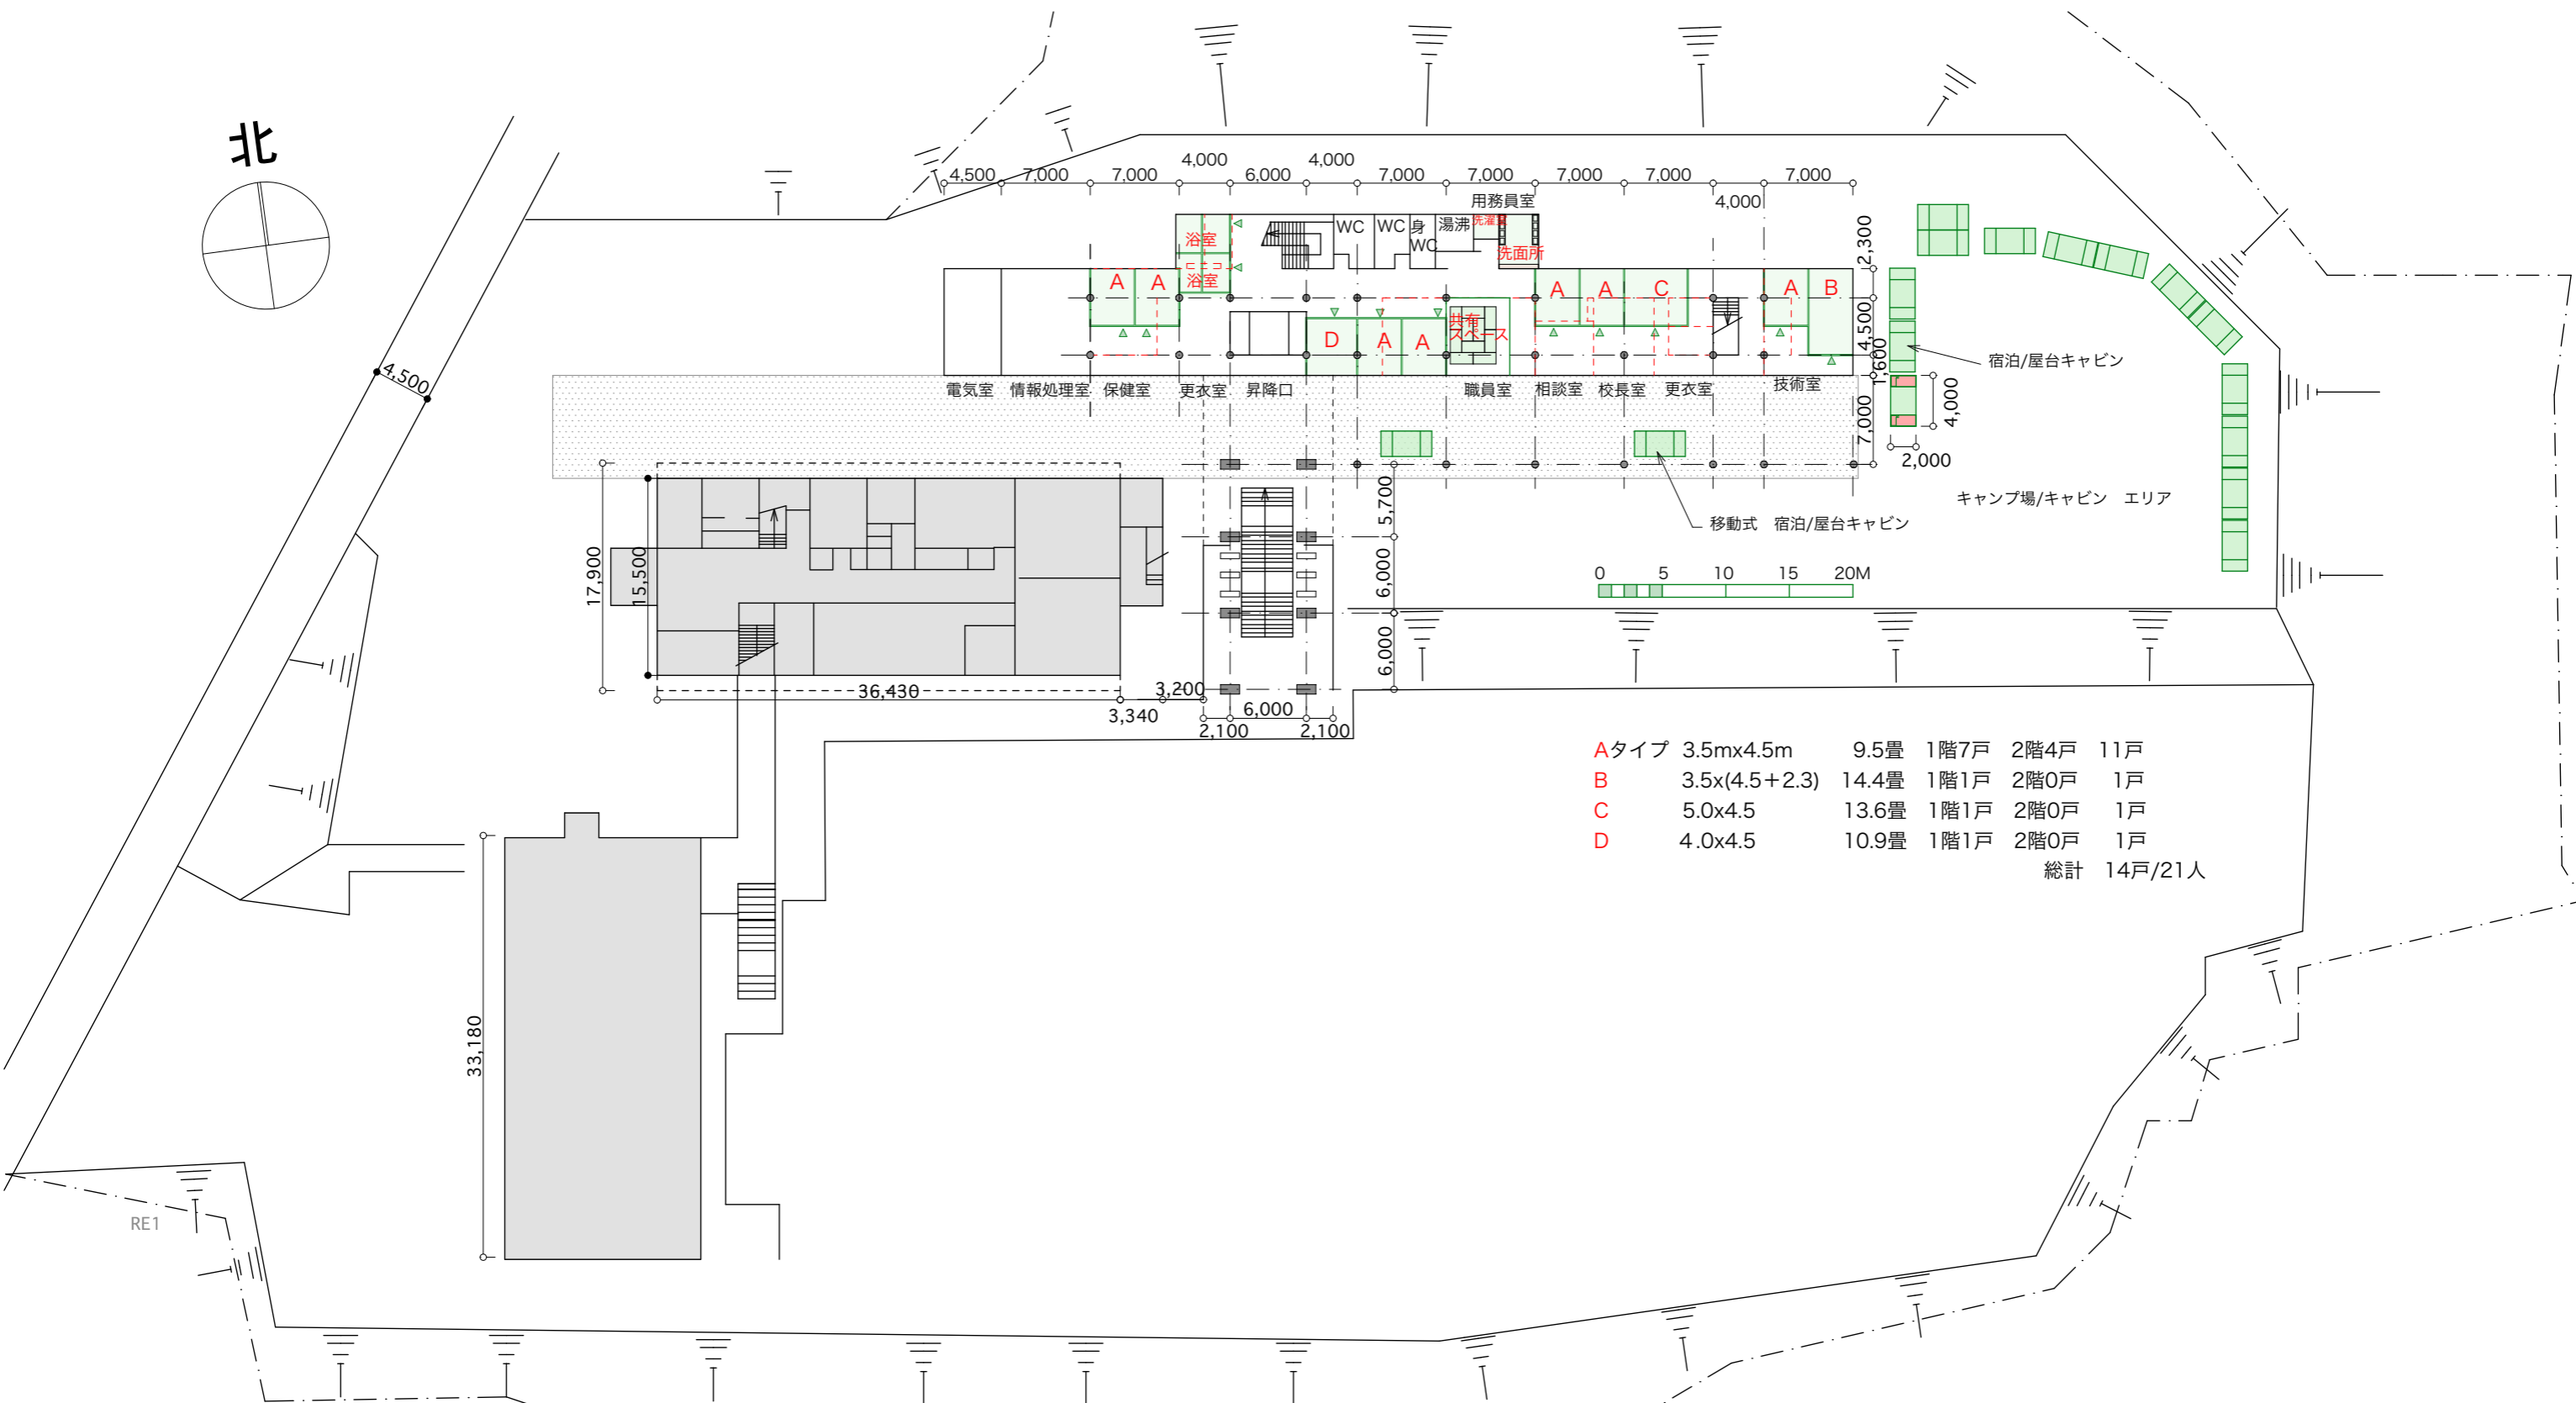 北
4,000 4,000
4,500 7,000 7,000 6,000 7,000 7,000 7,000 7,000 7,000
用務員室
4,000
WC WC 身 湯沸
WC
洗面所
浴室
浴室
2,300
4,500
1,600
7,000
A A A A C A B
D A A
共有
スペース
電気室 情報処理室 保健室 更衣室 昇降口 職員室 相談室 校長室 更衣室 技術室
4,500
宿泊/屋台キャビン
4,000
2,000
キャンプ場/キャビン エリア
移動式 宿泊/屋台キャビン
5,700
6,000
6,000
0 5 10 15 20M
17,900
15,500
36,430
3,340
3,200
6,000
2,100 2,100
Aタイプ 3.5mx4.5m 9.5畳 1階7戸 2階4戸 11戸
B 3.5x(4.5+2.3) 14.4畳 1階1戸 2階0戸 1戸
C 5.0x4.5 13.6畳 1階1戸 2階0戸 1戸
D 4.0x4.5 10.9畳 1階1戸 2階0戸 1戸
総計 14戸/21人
33,180
RE1